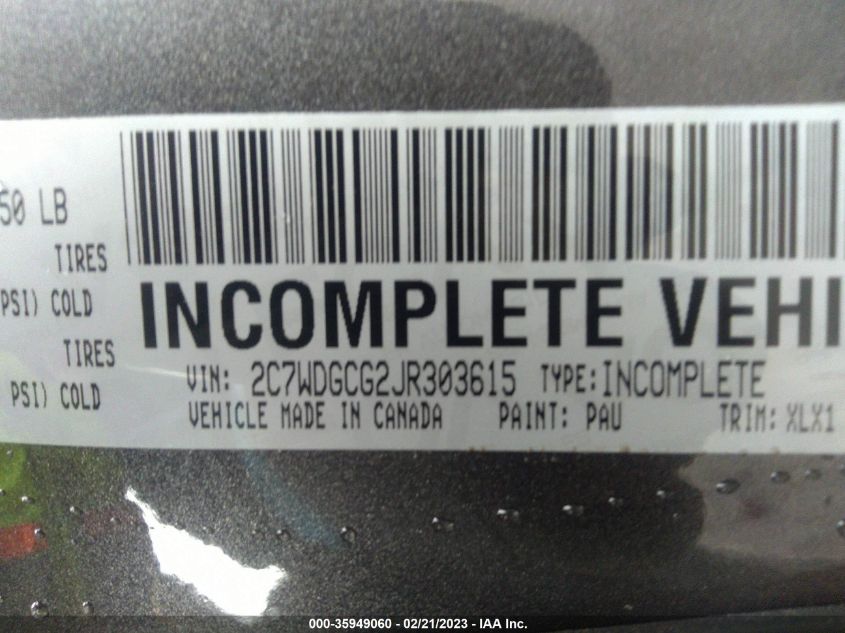 50 LB
TIRES
PSI) COLD
TIRES
PSI) COLD
INCOMPLETE VEHI
VIN: 2C7WDGCG2JR303615 TYPE: INCOMPLETE
VEHICLE MADE IN CANADA PAINT: PAU TRIM: XLX1
000-35949060 - 02/21/2023 - IAA Inc.